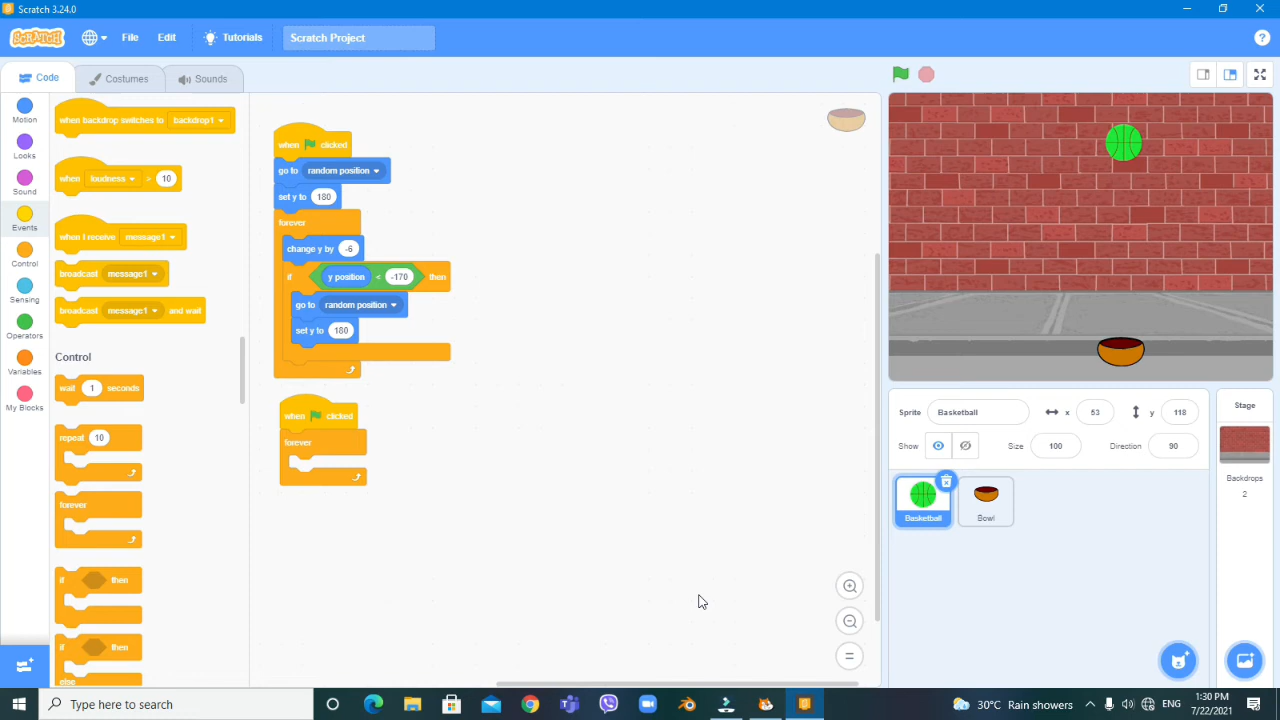 Scratch 3.24.0
SCRATCH File Edit Tutorials Scratch Project
Code Costumes Sounds
Motion
Looks
Sound
Events
Control
Sensing
Operators
Variables
My Blocks
when backdrop switches to backdrop1
when loudness > 10
when I receive message1
broadcast message1
broadcast message1 and wait
Control
wait 1 seconds
repeat 10
forever
if then
if then
else
when clicked
go to random position
set y to 180
forever
change y by -6
if y position < -170 then
go to random position
set y to 180
when clicked
forever
Sprite Basketball x 53 y 118
Show Size 100 Direction 90
Basketball
Bowl
Stage
Backdrops
2
Type here to search
30°C Rain showers ENG
1:30 PM
7/22/2021